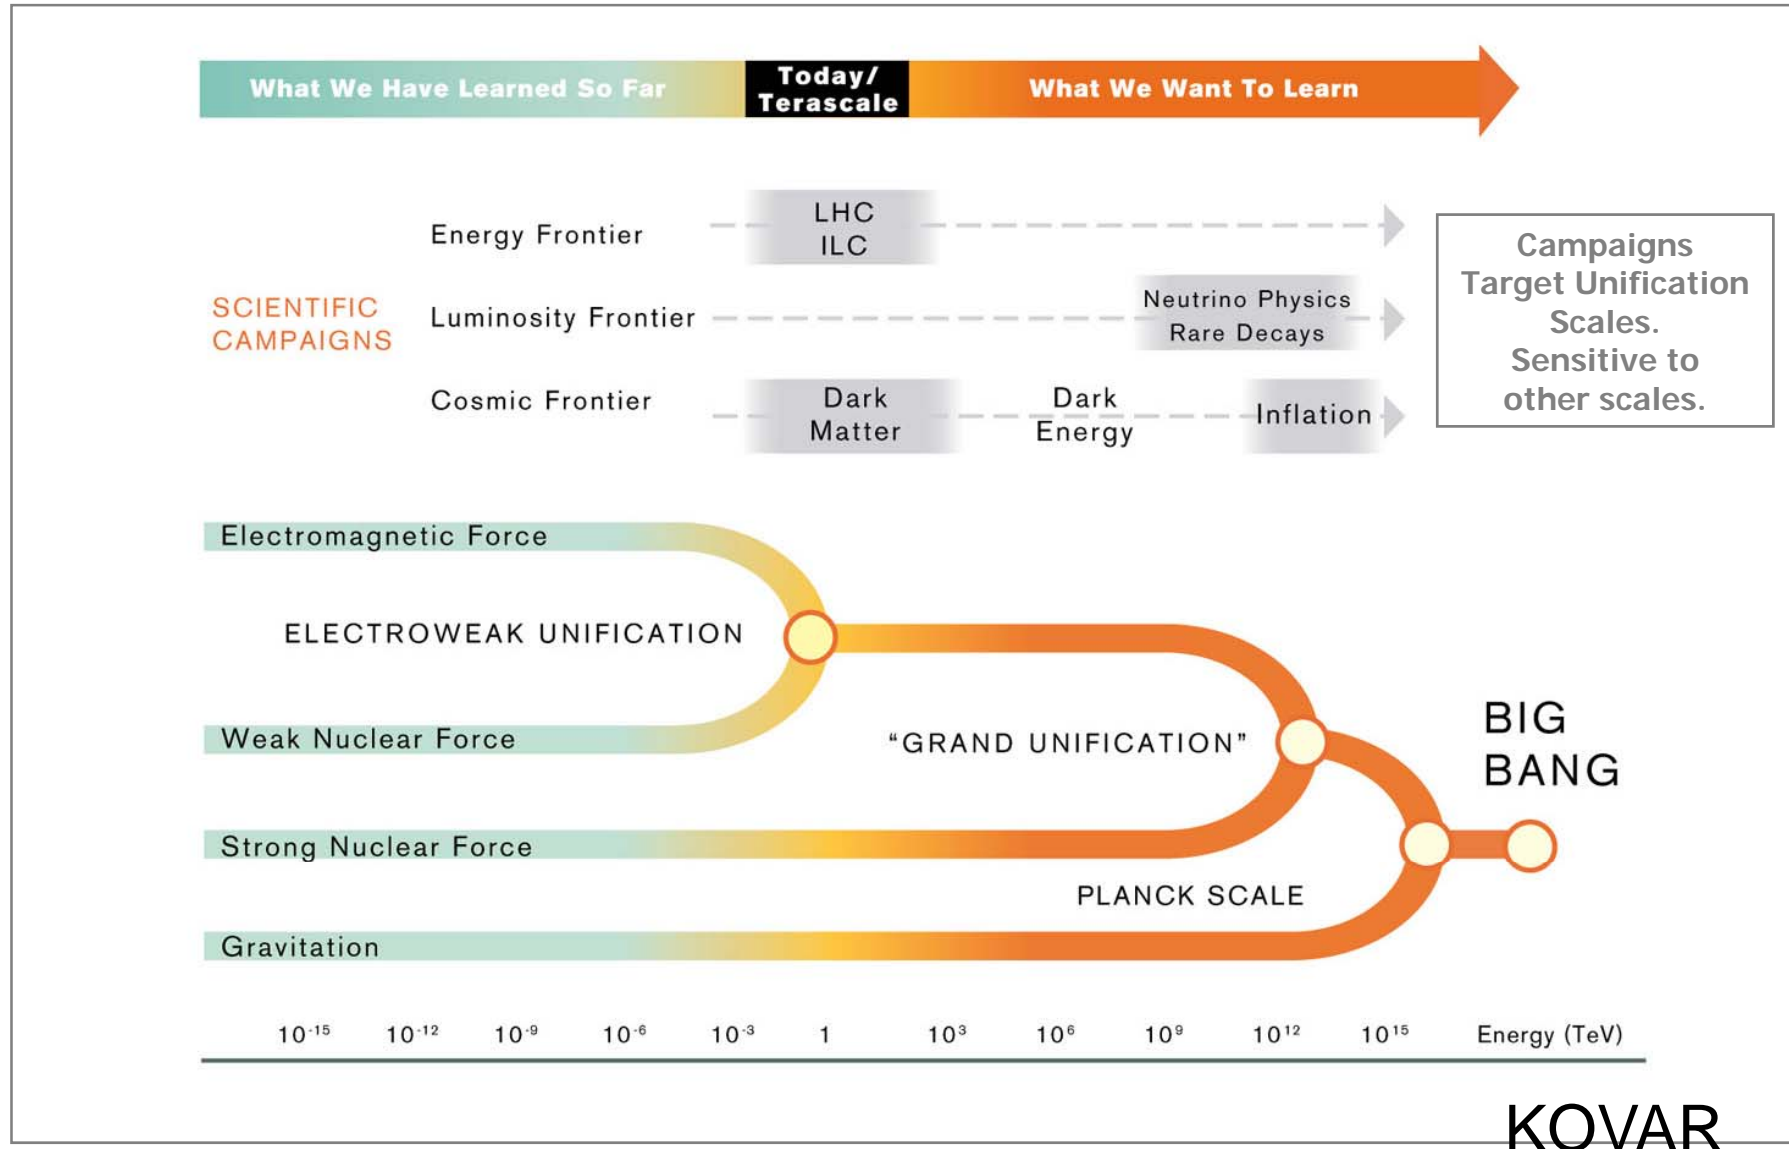 What We Have Learned So Far
Today/
Terascale
What We Want To Learn
SCIENTIFIC
CAMPAIGNS
Energy Frontier
LHC
ILC
Luminosity Frontier
Neutrino Physics
Rare Decays
Cosmic Frontier
Dark
Matter
Dark
Energy
Inflation
Campaigns
Target Unification
Scales.
Sensitive to
other scales.
Electromagnetic Force
ELECTROWEAK UNIFICATION
Weak Nuclear Force
“GRAND UNIFICATION”
BIG
BANG
Strong Nuclear Force
PLANCK SCALE
Gravitation
10⁻¹⁵ 10⁻¹² 10⁻⁹ 10⁻⁶ 10⁻³ 1 10³ 10⁶ 10⁹ 10¹² 10¹⁵ Energy (TeV)
KOVAR